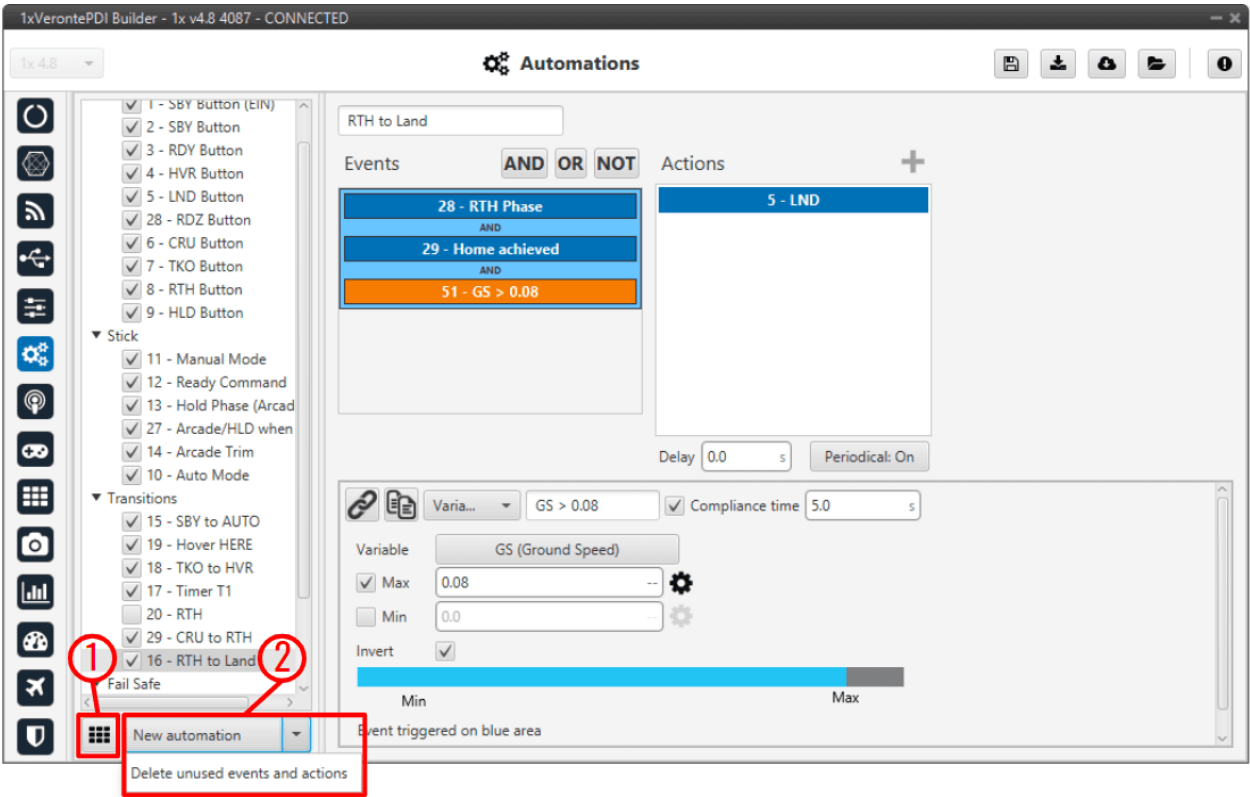 1xVerontePDI Builder - 1x v4.8 4087 - CONNECTED
1x 4.8
Automations
1 - SBY Button (EIN)
2 - SBY Button
3 - RDY Button
4 - HVR Button
5 - LND Button
28 - RDZ Button
6 - CRU Button
7 - TKO Button
8 - RTH Button
9 - HLD Button
Stick
11 - Manual Mode
12 - Ready Command
13 - Hold Phase (Arcad
27 - Arcade/HLD when
14 - Arcade Trim
10 - Auto Mode
Transitions
15 - SBY to AUTO
19 - Hover HERE
18 - TKO to HVR
17 - Timer T1
20 - RTH
29 - CRU to RTH
16 - RTH to Land
Fail Safe
1
2
New automation
Delete unused events and actions
RTH to Land
Events AND OR NOT
28 - RTH Phase
AND
29 - Home achieved
AND
51 - GS > 0.08
Actions
5 - LND
Delay 0.0 s Periodical: On
Varia... GS > 0.08 Compliance time 5.0 s
Variable GS (Ground Speed)
Max 0.08 --
Min 0.0 --
Invert
Min Max
Event triggered on blue area